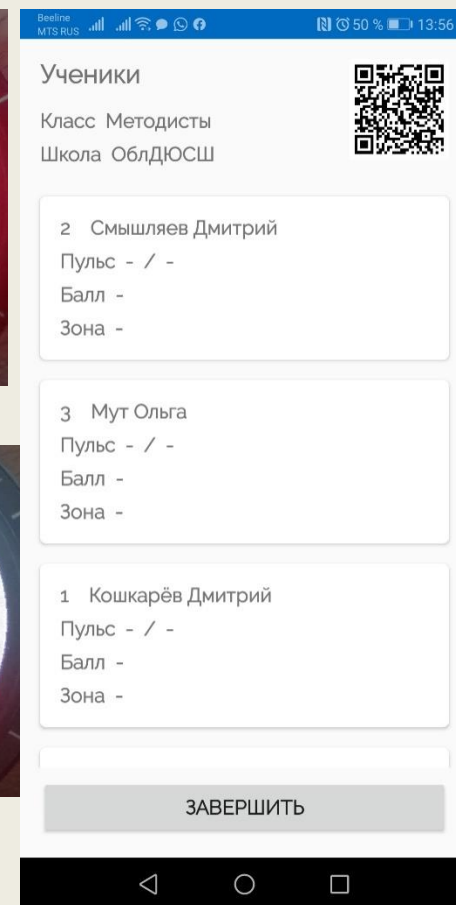 Beeline
MTS RUS
50 % 13:56
Ученики
Класс Методисты
Школа ОблДЮСШ
2 Смышляев Дмитрий
Пульс - / -
Балл -
Зона -
3 Мут Ольга
Пульс - / -
Балл -
Зона -
1 Кошкарёв Дмитрий
Пульс - / -
Балл -
Зона -
ЗАВЕРШИТЬ